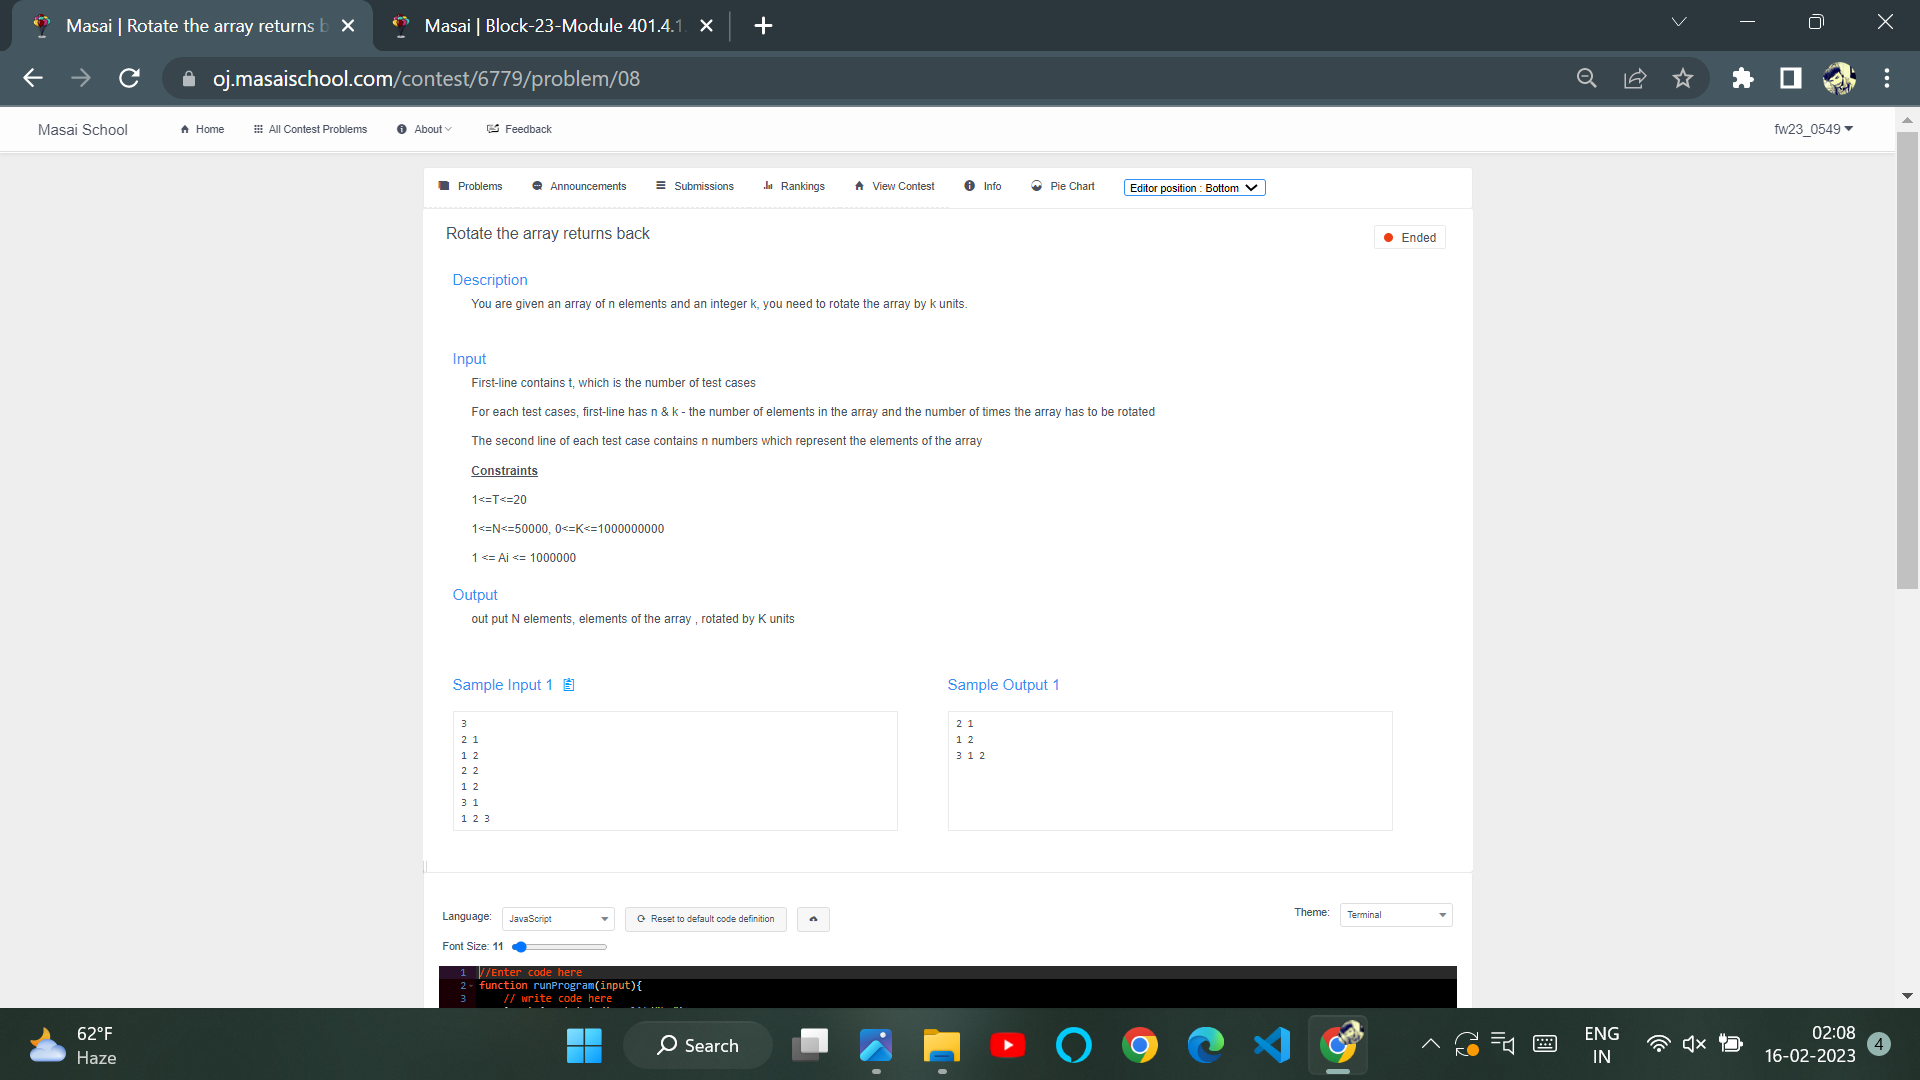 Masai | Rotate the array returns b
Masai | Block-23-Module 401.4.1
oj.masaischool.com/contest/6779/problem/08
Masai School
Home
All Contest Problems
About
Feedback
fw23_0549
Problems
Announcements
Submissions
Rankings
View Contest
Info
Pie Chart
Editor position : Bottom
Rotate the array returns back
Ended
Description
You are given an array of n elements and an integer k, you need to rotate the array by k units.
Input
First-line contains t, which is the number of test cases
For each test cases, first-line has n & k - the number of elements in the array and the number of times the array has to be rotated
The second line of each test case contains n numbers which represent the elements of the array
Constraints
1<=T<=20
1<=N<=50000, 0<=K<=1000000000
1 <= Ai <= 1000000
Output
out put N elements, elements of the array , rotated by K units
Sample Input 1
3
2 1
1 2
2 2
1 2
3 1
1 2 3
Sample Output 1
2 1
1 2
3 1 2
Language:
JavaScript
Reset to default code definition
Theme:
Terminal
Font Size: 11
1 //Enter code here
2 function runProgram(input){
3 // write code here
62°F
Haze
Search
ENG
IN
02:08
16-02-2023
4